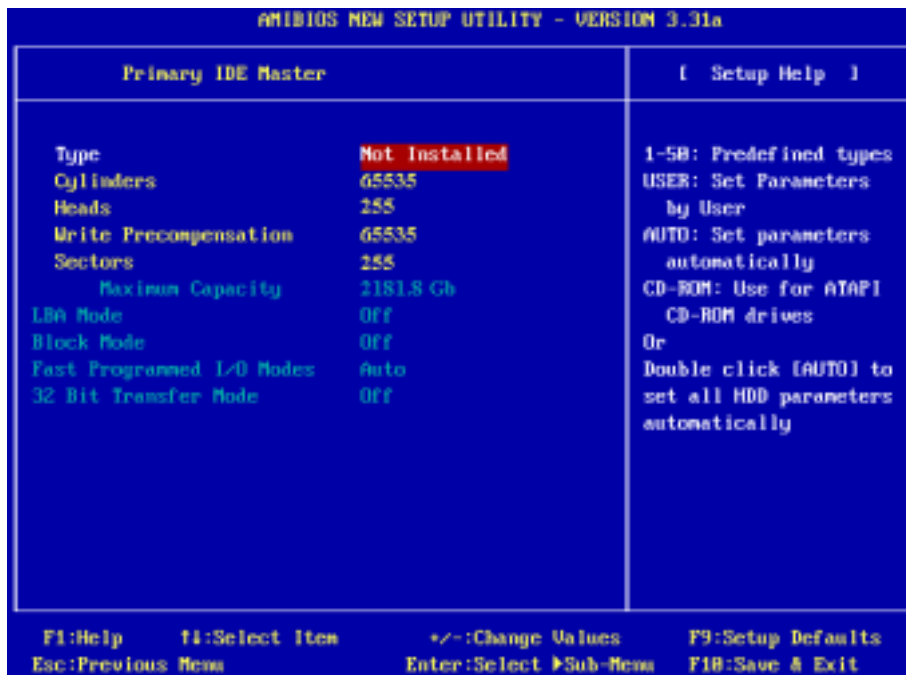 AMIBIOS NEW SETUP UTILITY - VERSION 3.31a
Primary IDE Master
[ Setup Help ]
Type Not Installed
Cylinders 65535
Heads 255
Write Precompensation 65535
Sectors 255
Maximum Capacity 2181.8 Gb
LBA Mode Off
Block Mode Off
Fast Programmed I/O Modes Auto
32 Bit Transfer Mode Off
1-50: Predefined types
USER: Set Parameters
by User
AUTO: Set parameters
automatically
CD-ROM: Use for ATAPI
CD-ROM drives
Or
Double click [AUTO] to
set all HDD parameters
automatically
F1:Help ↑↓:Select Item +/-:Change Values F9:Setup Defaults
Esc:Previous Menu Enter:Select ▶Sub-Menu F10:Save & Exit